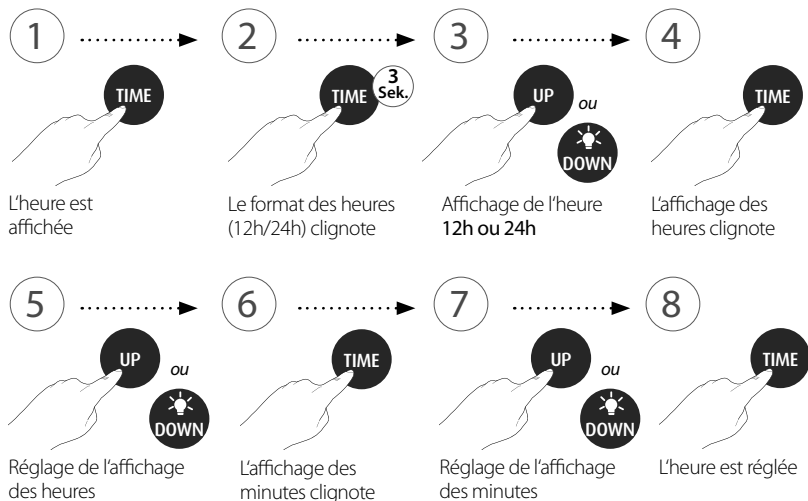 1
TIME
L'heure est
affichée
2
TIME
3
Sek.
Le format des heures
(12h/24h) clignote
3
UP
ou
DOWN
Affichage de l'heure
12h ou 24h
4
TIME
L'affichage des
heures clignote
5
UP
ou
DOWN
Réglage de l'affichage
des heures
6
TIME
L'affichage des
minutes clignote
7
UP
ou
DOWN
Réglage de l'affichage
des minutes
8
TIME
L'heure est réglée